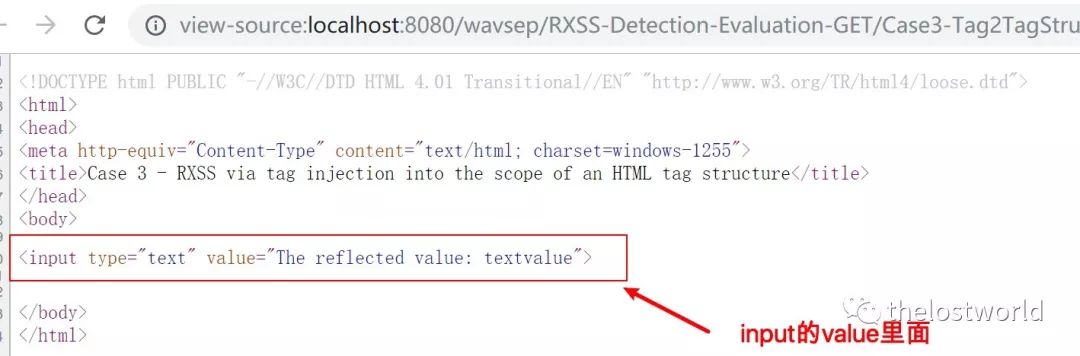 view-source:localhost:8080/wavsep/RXSS-Detection-Evaluation-GET/Case3-Tag2TagStru
<!DOCTYPE html PUBLIC "-//W3C//DTD HTML 4.01 Transitional//EN" "http://www.w3.org/TR/html4/loose.dtd">
<html>
<head>
<meta http-equiv="Content-Type" content="text/html; charset=windows-1255">
<title>Case 3 - RXSS via tag injection into the scope of an HTML tag structure</title>
</head>
<body>
<input type="text" value="The reflected value: textvalue">
</body>
</html>
thelostworld
input的value里面